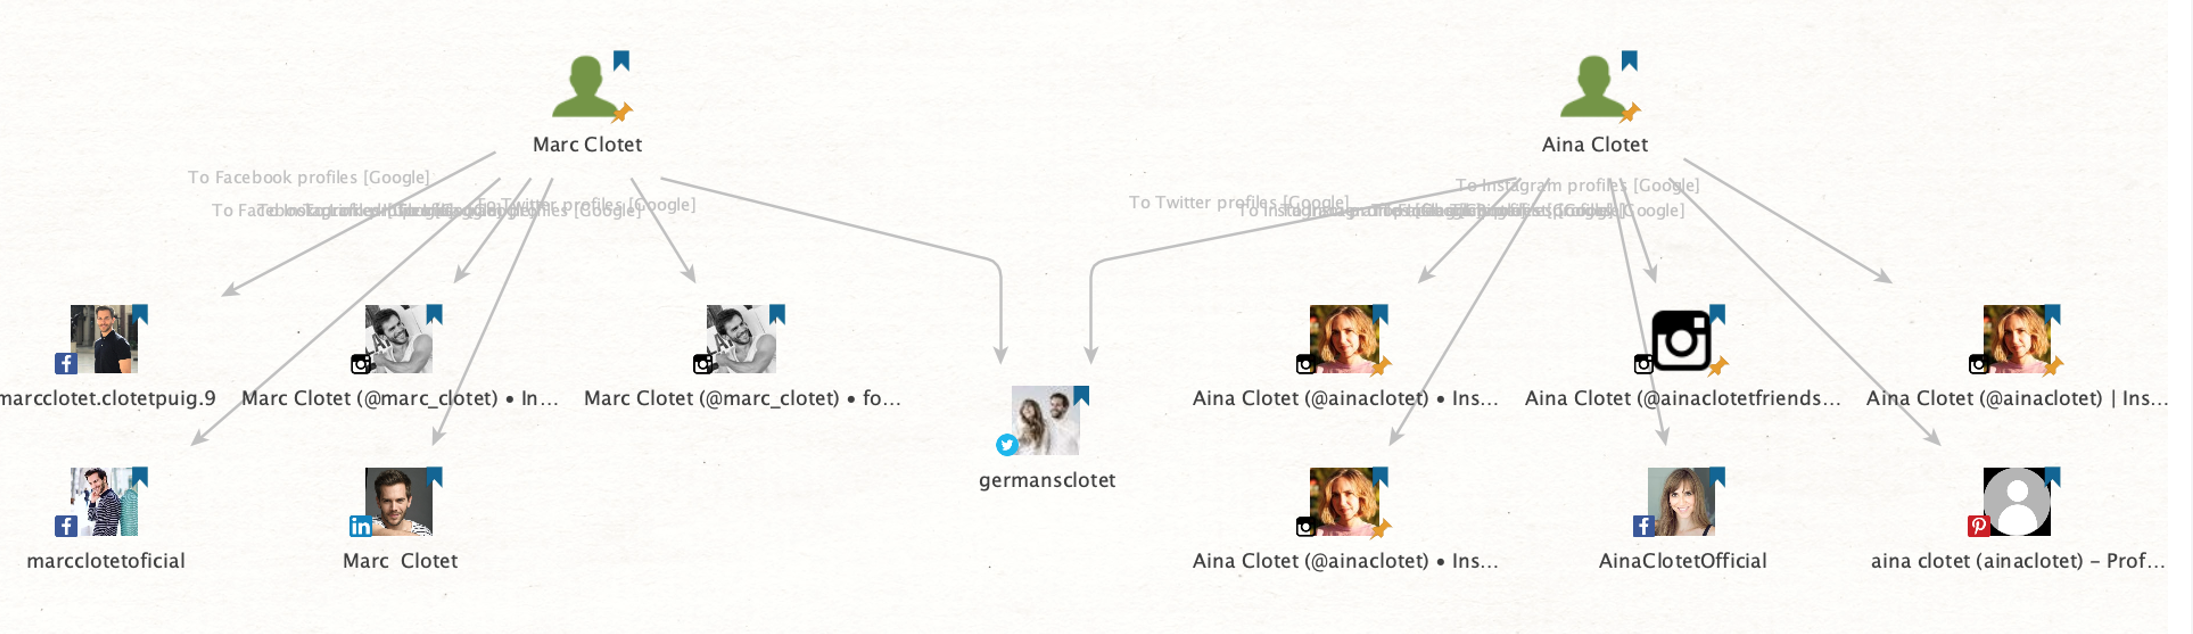 Marc Clotet
Aina Clotet
To Facebook profiles [Google]
To Instagram profiles [Google]
To Twitter profiles [Google]
To Twitter profiles [Google]
marcclotet.clotetpuig.9
Marc Clotet (@marc_clotet) • In...
Marc Clotet (@marc_clotet) • fo...
Aina Clotet (@ainaclotet) • Ins...
Aina Clotet (@ainaclotetfriends...
Aina Clotet (@ainaclotet) | Ins...
germansclotet
marcclotetoficial
Marc  Clotet
Aina Clotet (@ainaclotet) • Ins...
AinaClotetOfficial
aina clotet (ainaclotet) – Prof...